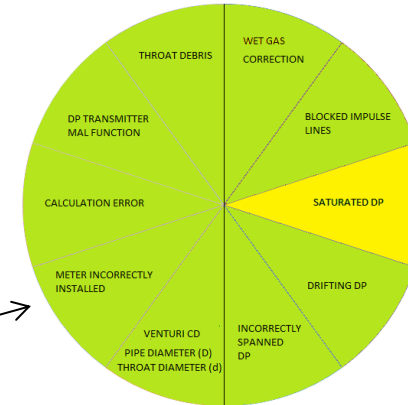 THROAT DEBRIS
WET GAS
CORRECTION
BLOCKED IMPULSE
LINES
SATURATED DP
DRIFTING DP
INCORRECTLY
SPANNED
DP
VENTURI CD
PIPE DIAMETER (D)
THROAT DIAMETER (d)
METER INCORRECTLY
INSTALLED
CALCULATION ERROR
DP TRANSMITTER
MAL FUNCTION